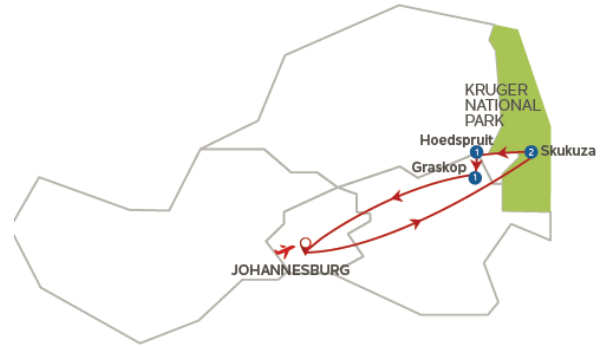 KRUGER
NATIONAL
PARK
Hoedspruit
1
2
Skukuza
Graskop
1
JOHANNESBURG